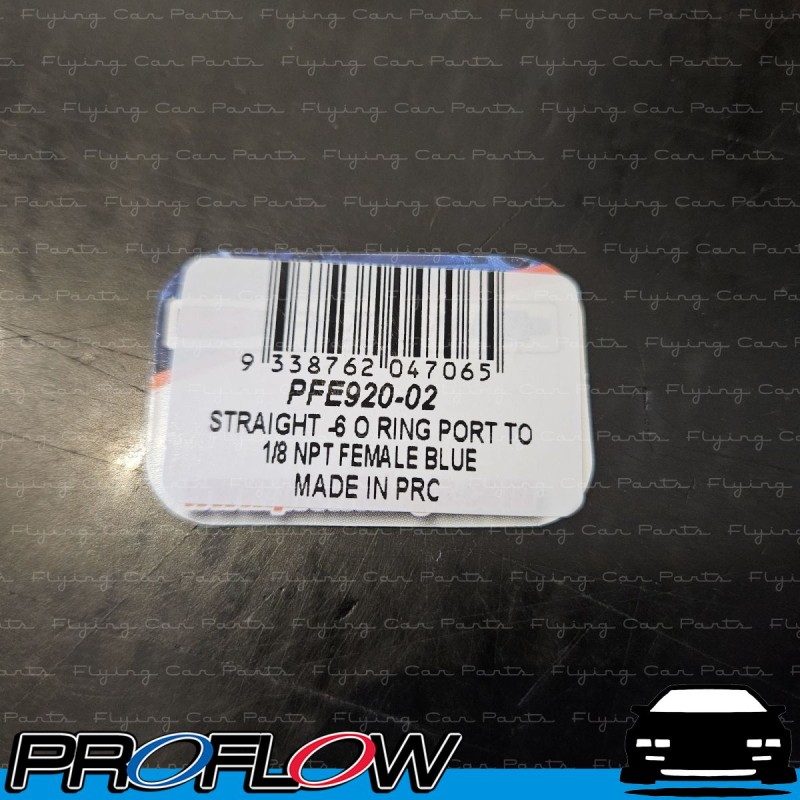 Flying Car Parts
9 338762 047065
PFE920-02
STRAIGHT -6 O RING PORT TO
1/8 NPT FEMALE BLUE
MADE IN PRC
PROFLOW